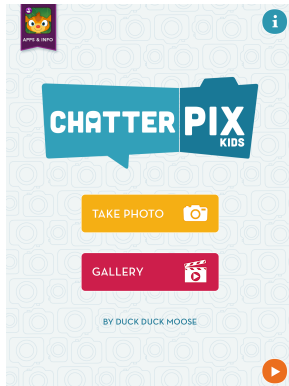 APPS & INFO
i
CHATTER PIX
KIDS
TAKE PHOTO
GALLERY
BY DUCK DUCK MOOSE